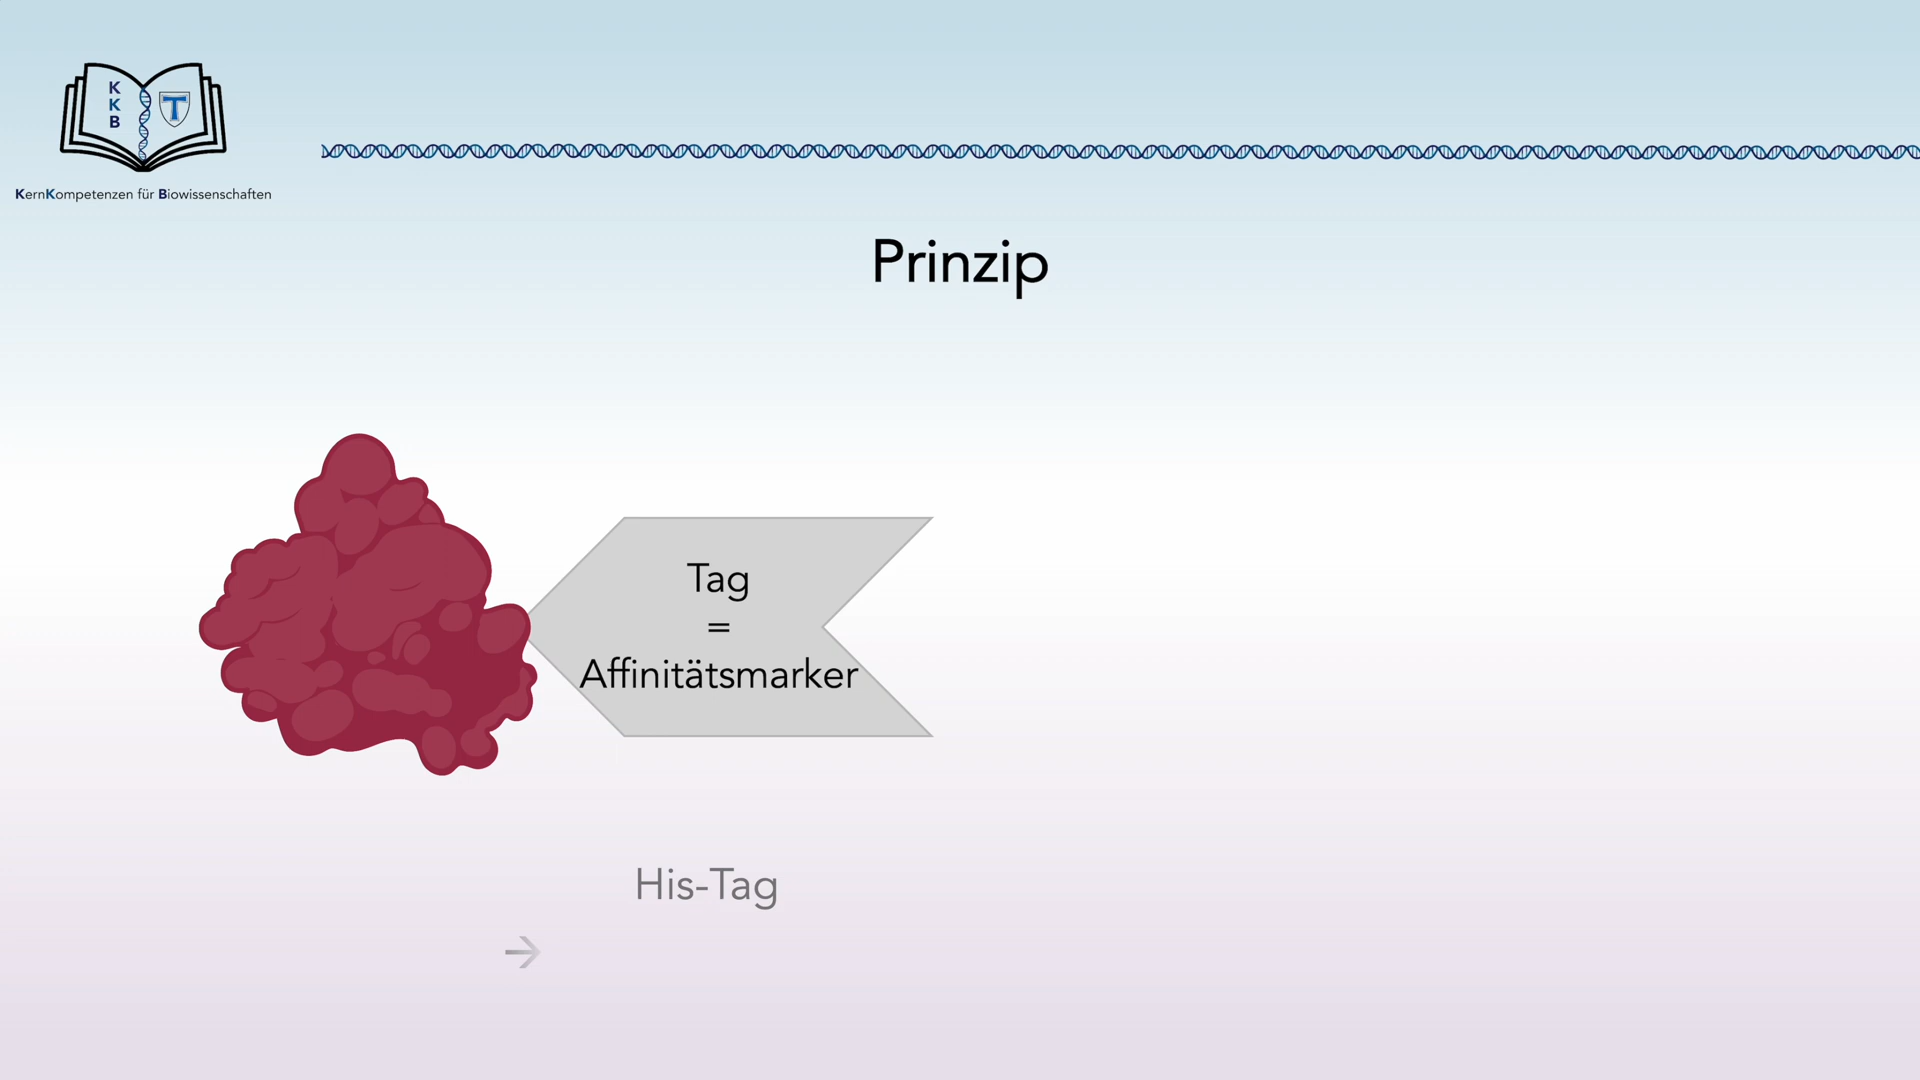 K
K
B
T
KernKompetenzen für Biowissenschaften
Prinzip
Tag
=
Affinitätsmarker
His-Tag
→